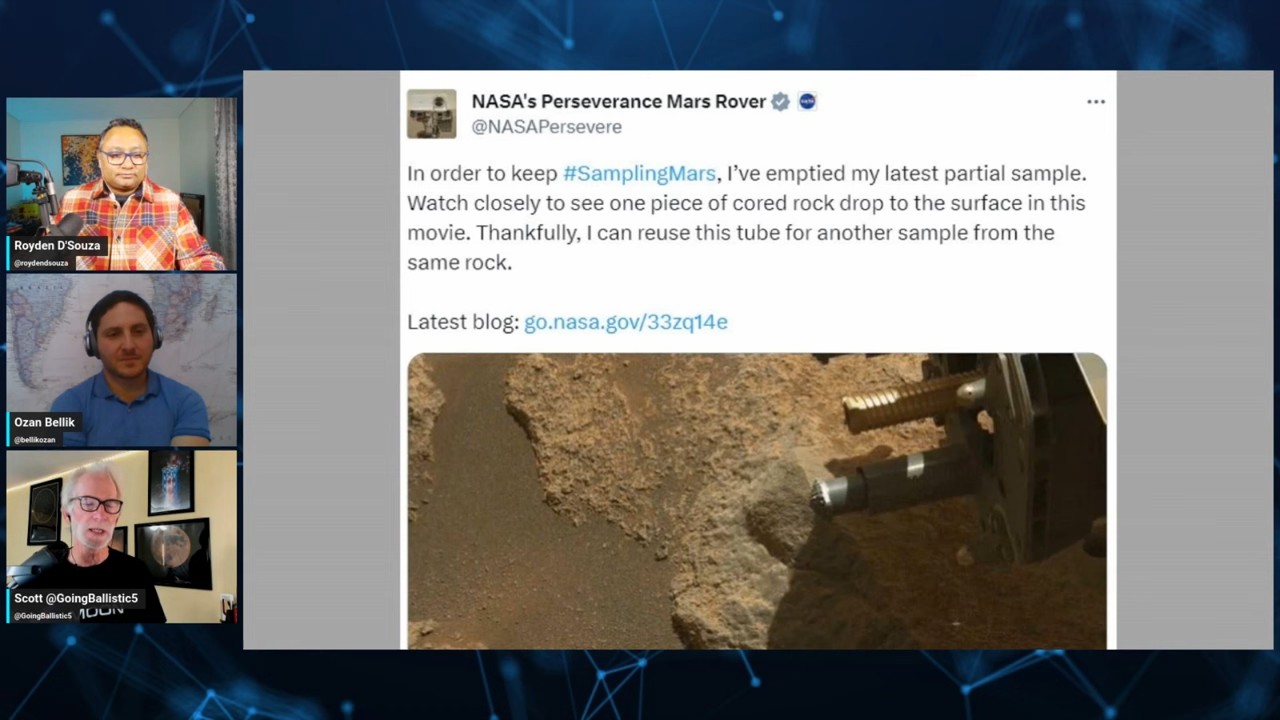 Royden D'Souza
@roydendsouza
Ozan Bellik
@bellikozan
Scott @GoingBallistic5
@GoingBallistic5
MOON
NASA's Perseverance Mars Rover
@NASAPersevere
In order to keep #SamplingMars, I’ve emptied my latest partial sample.
Watch closely to see one piece of cored rock drop to the surface in this
movie. Thankfully, I can reuse this tube for another sample from the
same rock.
Latest blog: go.nasa.gov/33zq14e